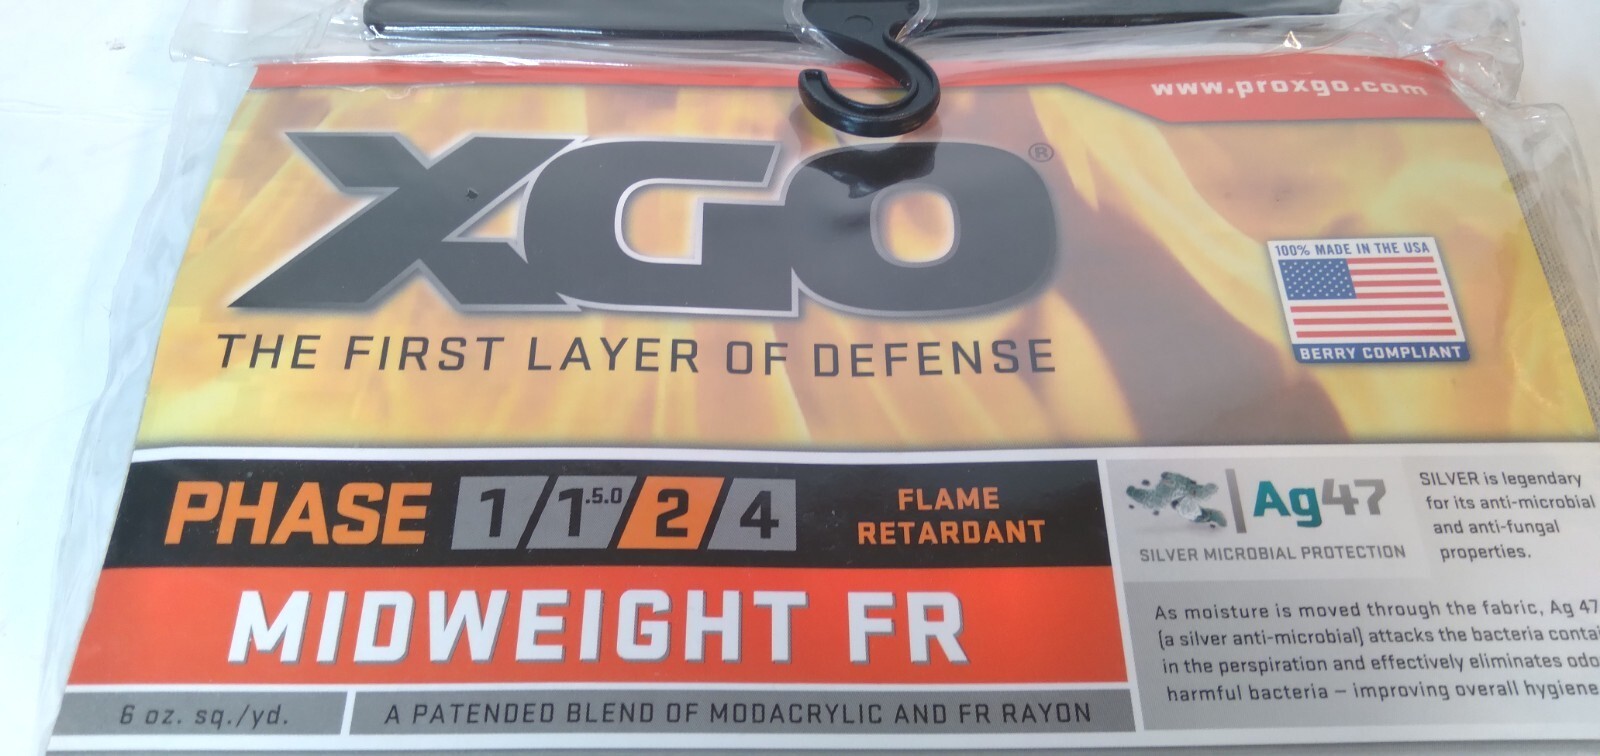 www.proxgo.com
XGO®
THE FIRST LAYER OF DEFENSE
100% MADE IN THE USA
BERRY COMPLIANT
PHASE 1/1.5.0/2/4
FLAME
RETARDANT
MIDWEIGHT FR
6 oz. sq./yd.
A PATENDED BLEND OF MODACRYLIC AND FR RAYON
Ag47
SILVER MICROBIAL PROTECTION
SILVER is legendary
for its anti-microbial
and anti-fungal
properties.
As moisture is moved through the fabric, Ag 47
(a silver anti-microbial) attacks the bacteria
in the perspiration and effectively eliminates
harmful bacteria – improving overall hygiene